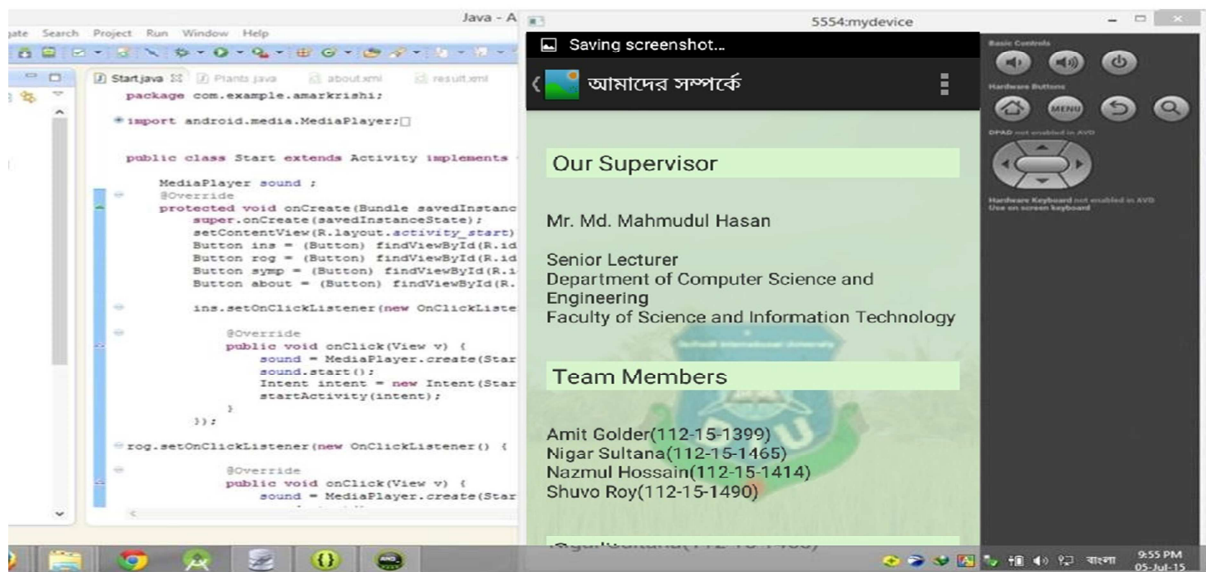 Java - A
gate Search Project Run Window Help
Start.java Plants.java about.xml result.xml
package com.example.amarkrishi;
import android.media.MediaPlayer;
public class Start extends Activity implements
MediaPlayer sound ;
@Override
protected void onCreate(Bundle savedInstanc
super.onCreate(savedInstanceState);
setContentView(R.layout.activity_start)
Button ins = (Button) findViewById(R.id
Button rog = (Button) findViewById(R.id
Button symp = (Button) findViewById(R.i
Button about = (Button) findViewById(R.
ins.setOnClickListener(new OnClickListe
@Override
public void onClick(View v) {
sound = MediaPlayer.create(Star
sound.start();
Intent intent = new Intent(Star
startActivity(intent);
}
});
rog.setOnClickListener(new OnClickListener() {
@Override
public void onClick(View v) {
sound = MediaPlayer.create(Star
5554:mydevice
Saving screenshot...
আমাদের সম্পর্কে
Our Supervisor
Mr. Md. Mahmudul Hasan
Senior Lecturer
Department of Computer Science and
Engineering
Faculty of Science and Information Technology
Team Members
Amit Golder(112-15-1399)
Nigar Sultana(112-15-1465)
Nazmul Hossain(112-15-1414)
Shuvo Roy(112-15-1490)
Basic Controls
Hardware Buttons
MENU
DPAD not enabled in AVD
Hardware Keyboard not enabled in AVD
Use on screen keyboard
বাংলা
9:55 PM
05-Jul-15